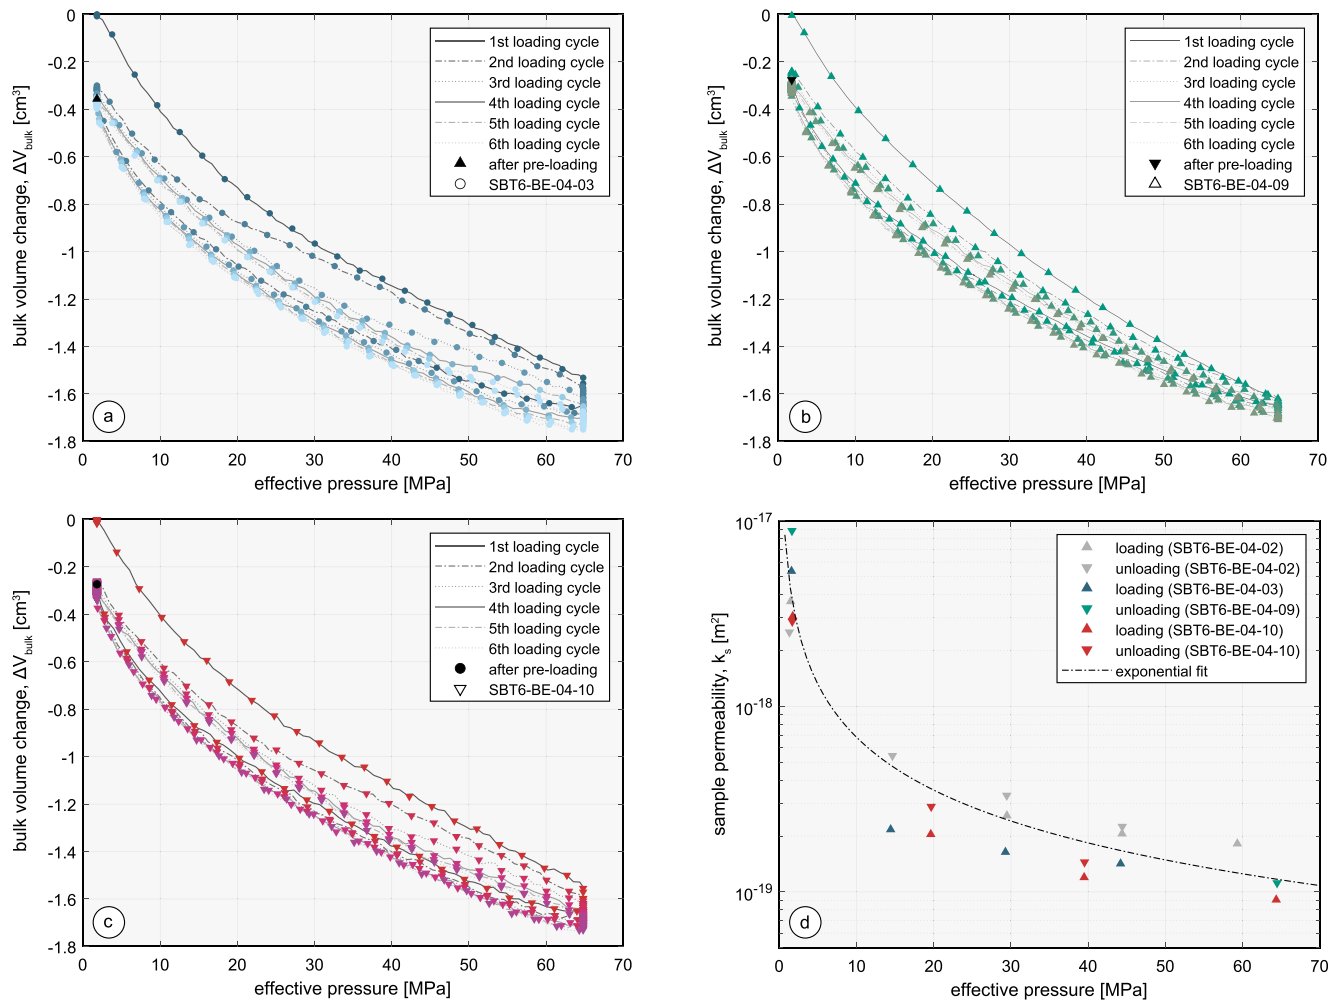 0
-0.2
-0.4
-0.6
-0.8
-1
-1.2
-1.4
-1.6
-1.8
bulk volume change, ΔV_bulk [cm³]
1st loading cycle
2nd loading cycle
3rd loading cycle
4th loading cycle
5th loading cycle
6th loading cycle
after pre-loading
SBT6-BE-04-03
a
0 10 20 30 40 50 60 70
effective pressure [MPa]
0
-0.2
-0.4
-0.6
-0.8
-1
-1.2
-1.4
-1.6
-1.8
bulk volume change, ΔV_bulk [cm³]
1st loading cycle
2nd loading cycle
3rd loading cycle
4th loading cycle
5th loading cycle
6th loading cycle
after pre-loading
SBT6-BE-04-09
b
0 10 20 30 40 50 60 70
effective pressure [MPa]
0
-0.2
-0.4
-0.6
-0.8
-1
-1.2
-1.4
-1.6
-1.8
bulk volume change, ΔV_bulk [cm³]
1st loading cycle
2nd loading cycle
3rd loading cycle
4th loading cycle
5th loading cycle
6th loading cycle
after pre-loading
SBT6-BE-04-10
c
0 10 20 30 40 50 60 70
effective pressure [MPa]
10⁻¹⁷
10⁻¹⁸
10⁻¹⁹
sample permeability, k_s [m²]
loading (SBT6-BE-04-02)
unloading (SBT6-BE-04-02)
loading (SBT6-BE-04-03)
unloading (SBT6-BE-04-09)
loading (SBT6-BE-04-10)
unloading (SBT6-BE-04-10)
exponential fit
d
0 10 20 30 40 50 60 70
effective pressure [MPa]